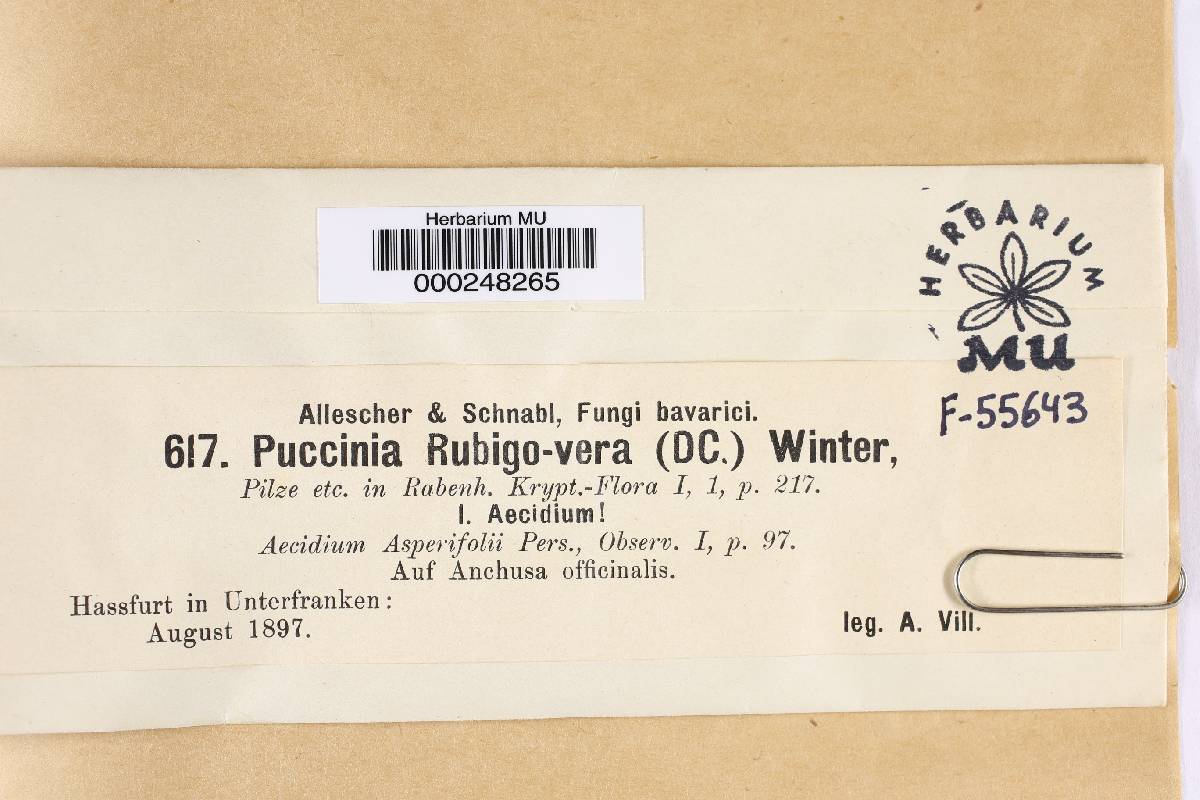 Herbarium MU
000248265
HERBARIUM
MU
F-55643
Allescher & Schnabl, Fungi bavarici.
617. Puccinia Rubigo-vera (DC.) Winter,
Pilze etc. in Rabenh. Krypt.-Flora I, 1, p. 217.
I. Aecidium!
Aecidium Asperifolii Pers., Observ. I, p. 97.
Auf Anchusa officinalis.
Hassfurt in Unterfranken:
August 1897.
leg. A. Vill.